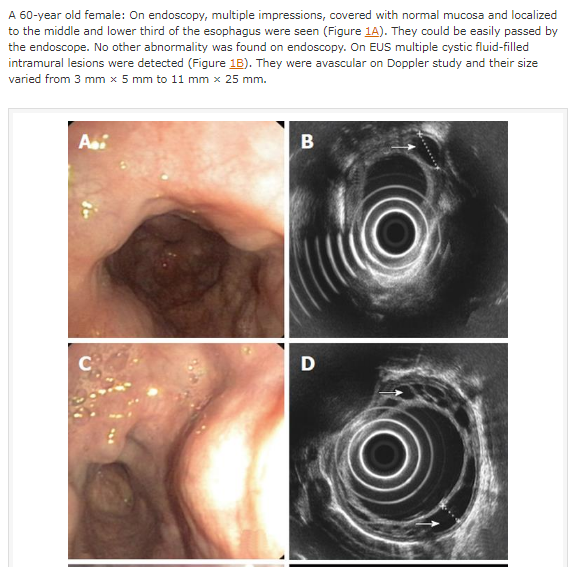 A 60-year old female: On endoscopy, multiple impressions, covered with normal mucosa and localized
to the middle and lower third of the esophagus were seen (Figure 1A). They could be easily passed by
the endoscope. No other abnormality was found on endoscopy. On EUS multiple cystic fluid-filled
intramural lesions were detected (Figure 1B). They were avascular on Doppler study and their size
varied from 3 mm × 5 mm to 11 mm × 25 mm.
A
B
C
D